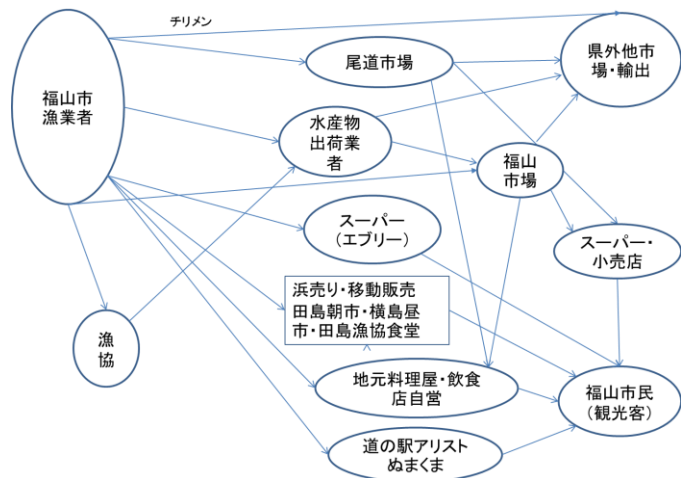 チリメン
福山市
漁業者
尾道市場
県外他市
場・輸出
水産物
出荷業
者
福山
市場
スーパー
(エブリー)
スーパー・
小売店
浜売り・移動販売
田島朝市・横島昼
市・田島漁協食堂
漁
協
地元料理屋・飲食
店自営
福山市民
(観光客)
道の駅アリスト
ぬまくま